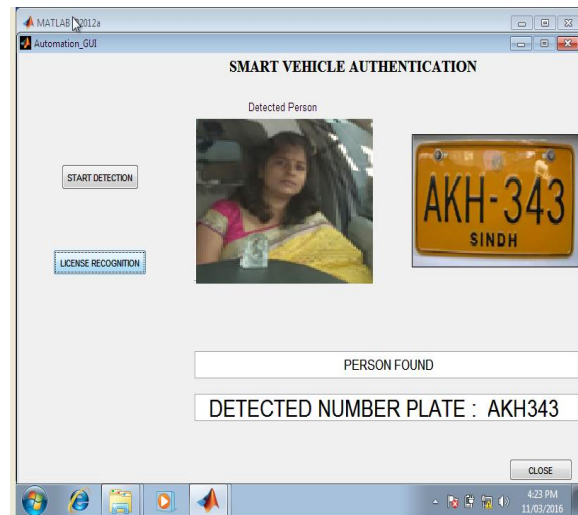 MATLAB R2012a
Automation_GUI
SMART VEHICLE AUTHENTICATION
Detected Person
START DETECTION
AKH-343
SINDH
LICENSE RECOGNITION
PERSON FOUND
DETECTED NUMBER PLATE : AKH343
CLOSE
4:23 PM
11/03/2016